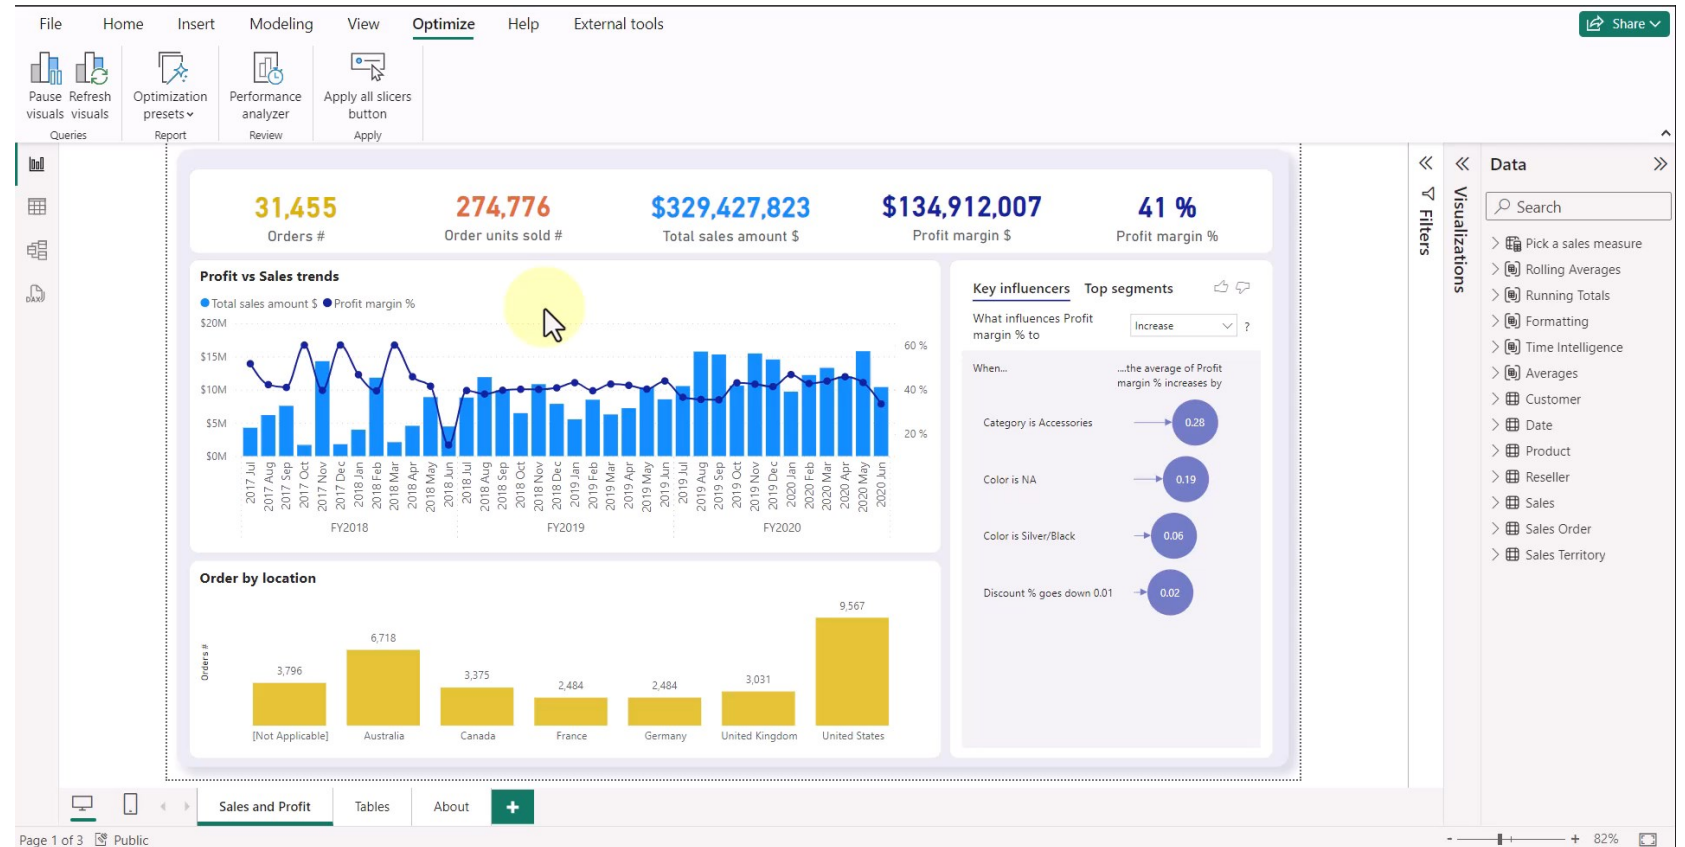 File Home Insert Modeling View Optimize Help External tools
Share
Pause visuals
Refresh visuals
Optimization presets
Performance analyzer
Apply all slicers button
Queries Report Review Apply
31,455
Orders #
274,776
Order units sold #
$329,427,823
Total sales amount $
$134,912,007
Profit margin $
41 %
Profit margin %
Profit vs Sales trends
Total sales amount $ Profit margin %
$20M
$15M
$10M
$5M
$0M
60 %
40 %
20 %
2017 Jul
2017 Aug
2017 Sep
2017 Oct
2017 Nov
2017 Dec
2018 Jan
2018 Feb
2018 Mar
2018 Apr
2018 May
2018 Jun
2018 Jul
2018 Aug
2018 Sep
2018 Oct
2018 Nov
2018 Dec
2019 Jan
2019 Feb
2019 Mar
2019 Apr
2019 May
2019 Jun
2019 Jul
2019 Aug
2019 Sep
2019 Oct
2019 Nov
2019 Dec
2020 Jan
2020 Feb
2020 Mar
2020 Apr
2020 May
2020 Jun
FY2018 FY2019 FY2020
Key influencers Top segments
What influences Profit
margin % to
Increase
?
When...
....the average of Profit
margin % increases by
Category is Accessories 0.28
Color is NA 0.19
Color is Silver/Black 0.06
Discount % goes down 0.01 0.02
Order by location
Orders #
3,796
6,718
3,375
2,484
2,484
3,031
9,567
[Not Applicable] Australia Canada France Germany United Kingdom United States
Filters
Visualizations
Data
Search
Pick a sales measure
Rolling Averages
Running Totals
Formatting
Time Intelligence
Averages
Customer
Date
Product
Reseller
Sales
Sales Order
Sales Territory
DAX
Sales and Profit Tables About +
Page 1 of 3 Public
- + 82%